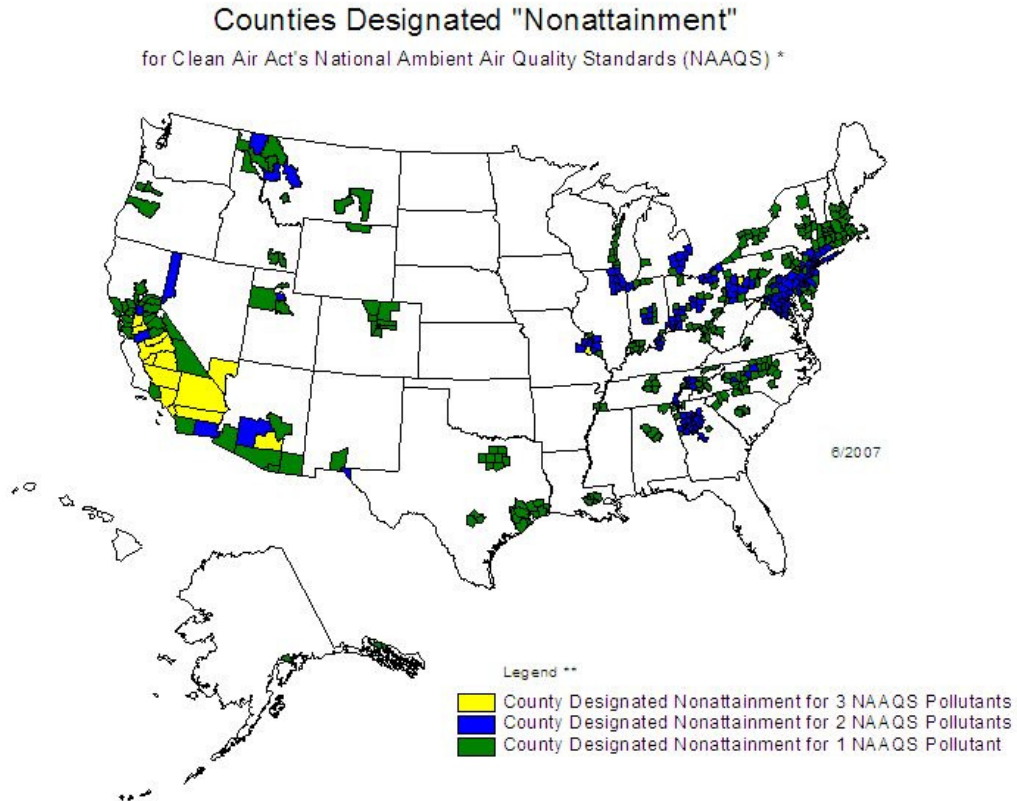 Counties Designated "Nonattainment"
for Clean Air Act's National Ambient Air Quality Standards (NAAQS) *
6/2007
Legend **
County Designated Nonattainment for 3 NAAQS Pollutants
County Designated Nonattainment for 2 NAAQS Pollutants
County Designated Nonattainment for 1 NAAQS Pollutant